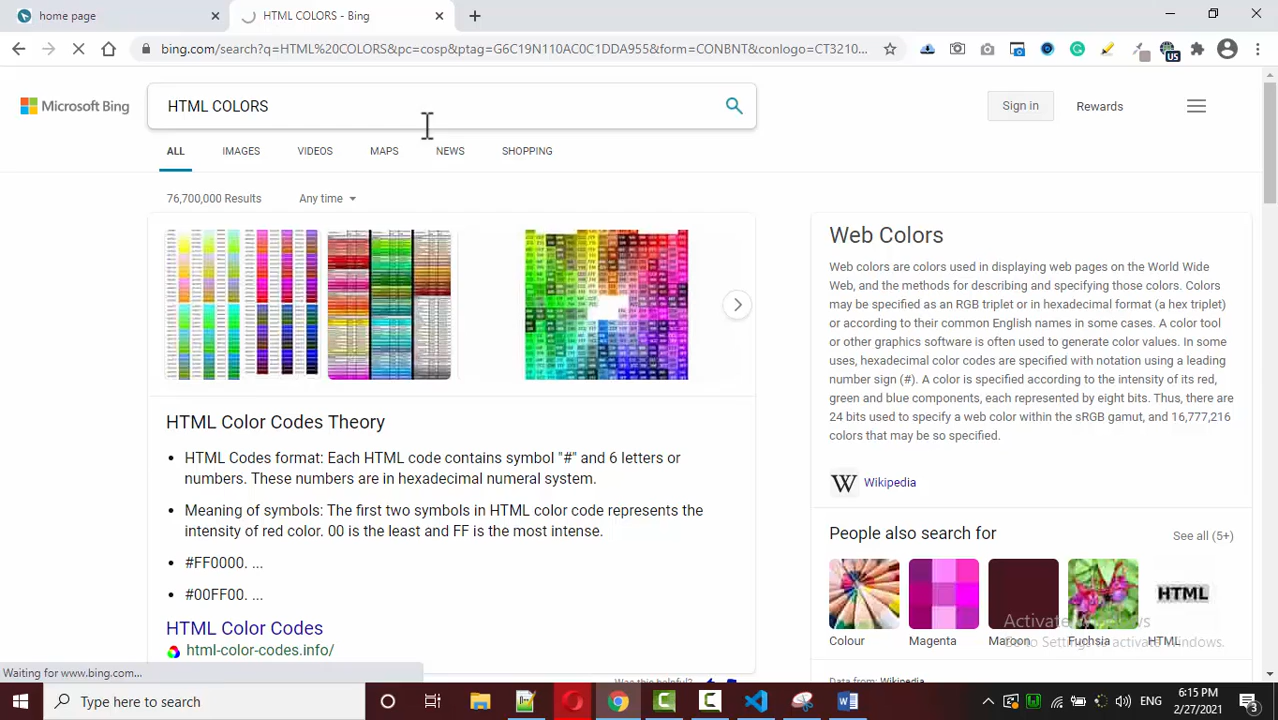 home page
HTML COLORS - Bing
bing.com/search?q=HTML%20COLORS&pc=cosp&ptag=G6C19N110AC0C1DDA955&form=CONBNT&conlogo=CT3210...
US
Microsoft Bing
HTML COLORS
Sign in
Rewards
ALL IMAGES VIDEOS MAPS NEWS SHOPPING
76,700,000 Results Any time
HTML Color Codes Theory
• HTML Codes format: Each HTML code contains symbol "#" and 6 letters or
numbers. These numbers are in hexadecimal numeral system.
• Meaning of symbols: The first two symbols in HTML color code represents the
intensity of red color. 00 is the least and FF is the most intense.
• #FF0000. ...
• #00FF00. ...
HTML Color Codes
html-color-codes.info/
Was this helpful?
Web Colors
Web colors are colors used in displaying web pages on the World Wide
Web, and the methods for describing and specifying those colors. Colors
may be specified as an RGB triplet or in hexadecimal format (a hex triplet)
or according to their common English names in some cases. A color tool
or other graphics software is often used to generate color values. In some
uses, hexadecimal color codes are specified with notation using a leading
number sign (#). A color is specified according to the intensity of its red,
green and blue components, each represented by eight bits. Thus, there are
24 bits used to specify a web color within the sRGB gamut, and 16,777,216
colors that may be so specified.
W Wikipedia
People also search for
See all (5+)
HTML
Colour Magenta Maroon Fuchsia HTML
Activate Windows
Go to Settings to activate Windows.
Data from: Wikipedia
Waiting for www.bing.com...
Type here to search
ENG
6:15 PM
2/27/2021
3